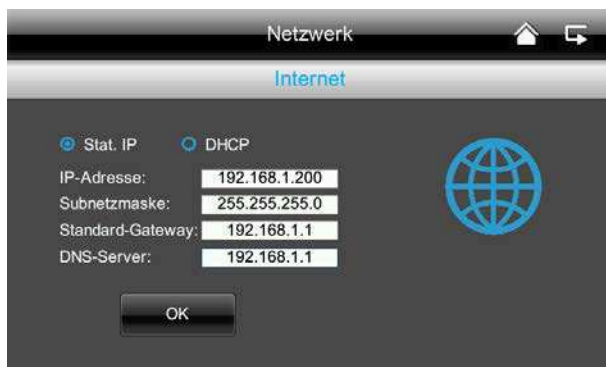 Netzwerk
Internet
Stat. IP DHCP
IP-Adresse: 192.168.1.200
Subnetzmaske: 255.255.255.0
Standard-Gateway: 192.168.1.1
DNS-Server: 192.168.1.1
OK